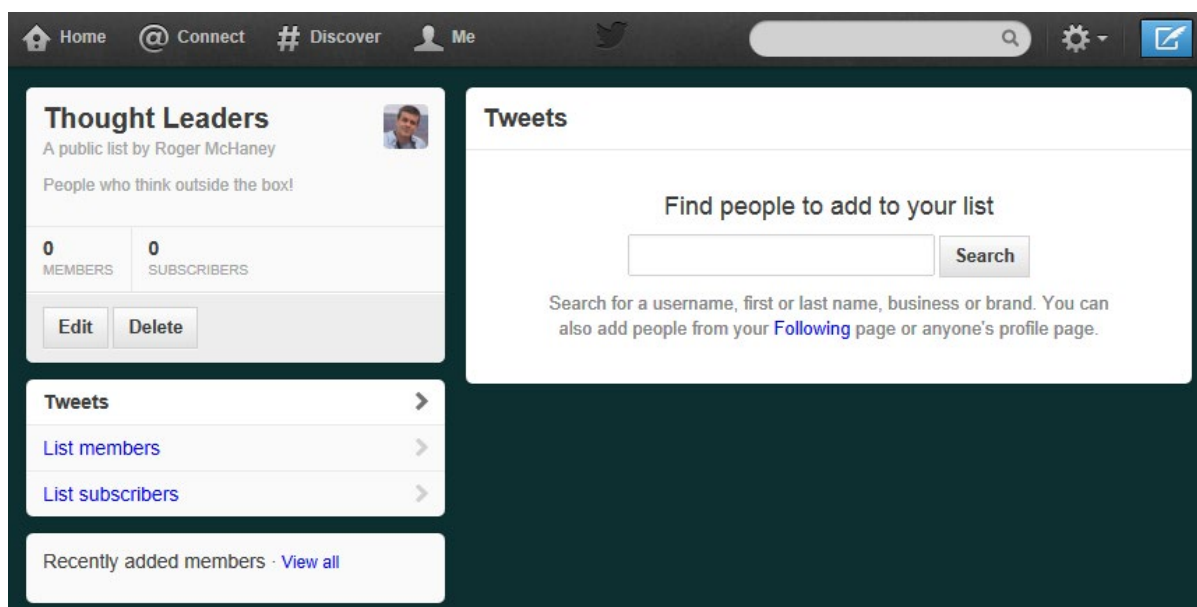 Home @ Connect # Discover Me
Thought Leaders
A public list by Roger McHaney
People who think outside the box!
0
MEMBERS
0
SUBSCRIBERS
Edit
Delete
Tweets
List members
List subscribers
Recently added members · View all
Tweets
Find people to add to your list
Search
Search for a username, first or last name, business or brand. You can
also add people from your Following page or anyone's profile page.